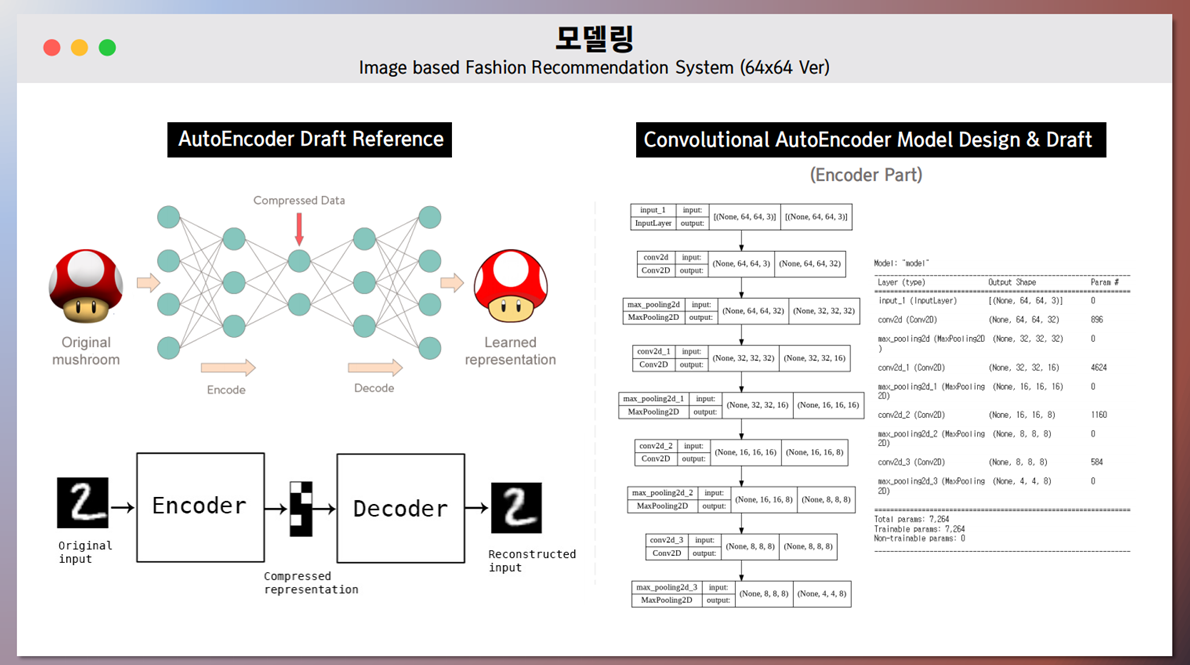 모델링
Image based Fashion Recommendation System (64x64 Ver)
AutoEncoder Draft Reference
Compressed Data
Original
mushroom
Learned
representation
Encode
Decode
Encoder
Decoder
Original
input
Compressed
representation
Reconstructed
input
Convolutional AutoEncoder Model Design & Draft
(Encoder Part)
input_1 input: [(None, 64, 64, 3)] [(None, 64, 64, 3)]
InputLayer output:
conv2d input: (None, 64, 64, 3) (None, 64, 64, 32)
Conv2D output:
max_pooling2d input: (None, 64, 64, 32) (None, 32, 32, 32)
MaxPooling2D output:
conv2d_1 input: (None, 32, 32, 32) (None, 32, 32, 16)
Conv2D output:
max_pooling2d_1 input: (None, 32, 32, 16) (None, 16, 16, 16)
MaxPooling2D output:
conv2d_2 input: (None, 16, 16, 16) (None, 16, 16, 8)
Conv2D output:
max_pooling2d_2 input: (None, 16, 16, 8) (None, 8, 8, 8)
MaxPooling2D output:
conv2d_3 input: (None, 8, 8, 8) (None, 8, 8, 8)
Conv2D output:
max_pooling2d_3 input: (None, 8, 8, 8) (None, 4, 4, 8)
MaxPooling2D output:
Model: "model"
Layer (type) Output Shape Param #
input_1 (InputLayer) [(None, 64, 64, 3)] 0
conv2d (Conv2D) (None, 64, 64, 32) 896
max_pooling2d (MaxPooling2D (None, 32, 32, 32) 0
)
conv2d_1 (Conv2D) (None, 32, 32, 16) 4624
max_pooling2d_1 (MaxPooling (None, 16, 16, 16) 0
2D)
conv2d_2 (Conv2D) (None, 16, 16, 8) 1160
max_pooling2d_2 (MaxPooling (None, 8, 8, 8) 0
2D)
conv2d_3 (Conv2D) (None, 8, 8, 8) 584
max_pooling2d_3 (MaxPooling (None, 4, 4, 8) 0
2D)
Total params: 7,264
Trainable params: 7,264
Non-trainable params: 0
2
2